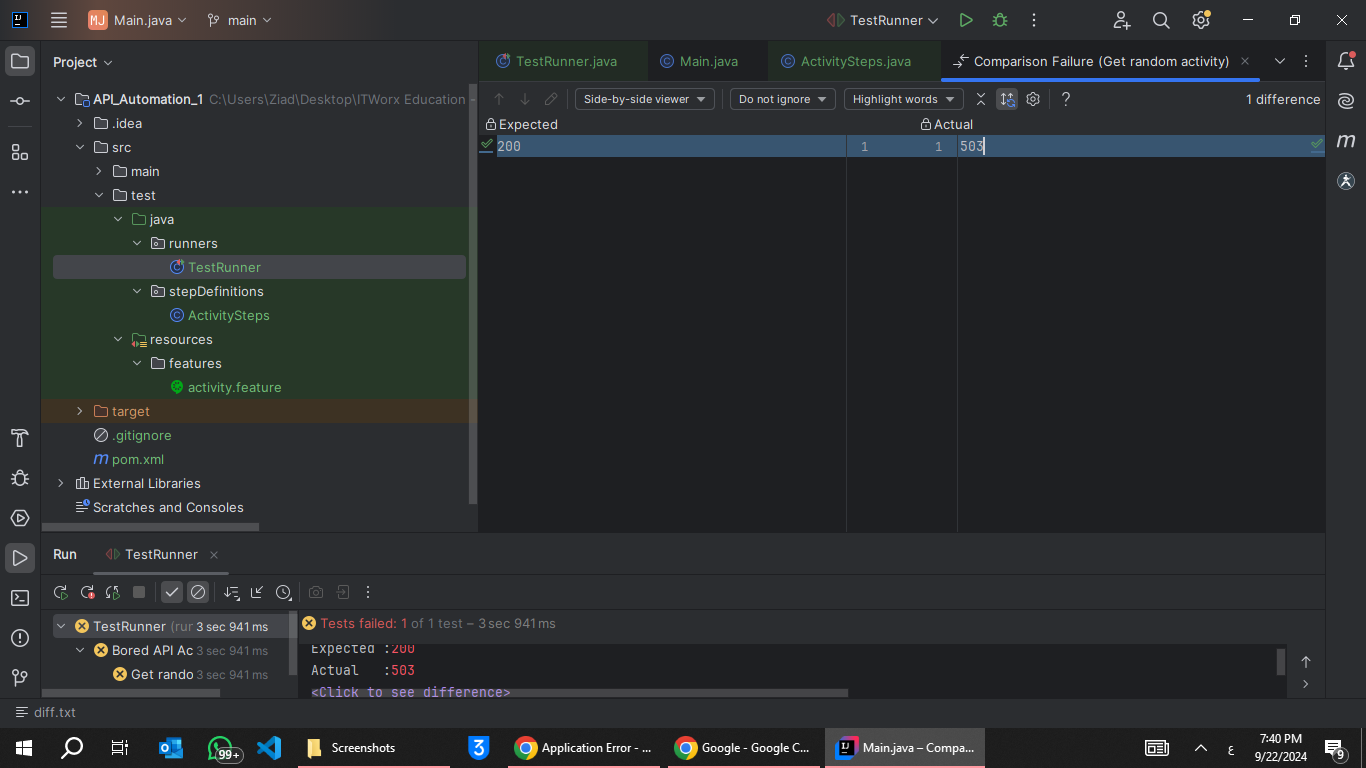 MJ Main.java main TestRunner
Project
API_Automation_1 C:\Users\Ziad\Desktop\ITWorx Education -
.idea
src
main
test
java
runners
TestRunner
stepDefinitions
ActivitySteps
resources
features
activity.feature
target
.gitignore
m pom.xml
External Libraries
Scratches and Consoles
TestRunner.java Main.java ActivitySteps.java Comparison Failure (Get random activity)
Side-by-side viewer Do not ignore Highlight words ? 1 difference
Expected Actual
200 1 1 503
m
Run TestRunner
TestRunner (rur 3 sec 941 ms
Bored API Ac 3 sec 941 ms
Get rando 3 sec 941 ms
Tests failed: 1 of 1 test – 3 sec 941 ms
Expected :200
Actual :503
<Click to see difference>
diff.txt
99+ Screenshots 3 Application Error - ... Google - Google C... Main.java – Compa... ع 7:40 PM
9/22/2024 9